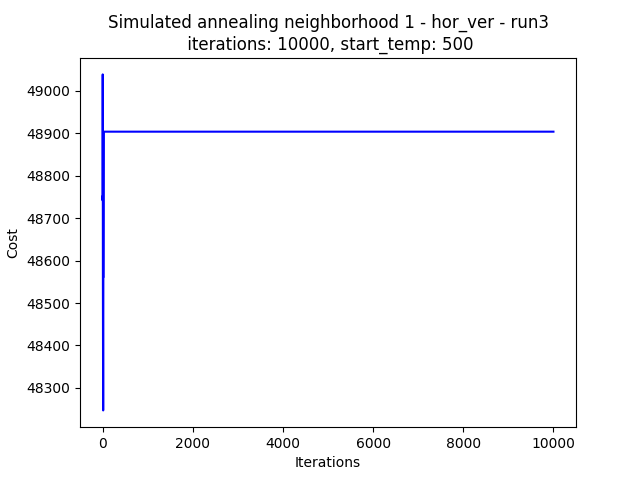 Simulated annealing neighborhood 1 - hor_ver - run3
iterations: 10000, start_temp: 500
49000
48900
48800
48700
48600
48500
48400
48300
Cost
0 2000 4000 6000 8000 10000
Iterations